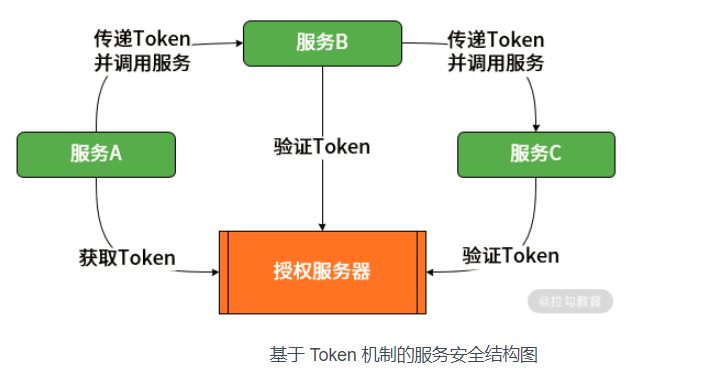 传递Token
并调用服务
服务B
传递Token
并调用服务
服务A
验证Token
服务C
获取Token
授权服务器
验证Token
@拉勾教育
基于 Token 机制的服务安全结构图